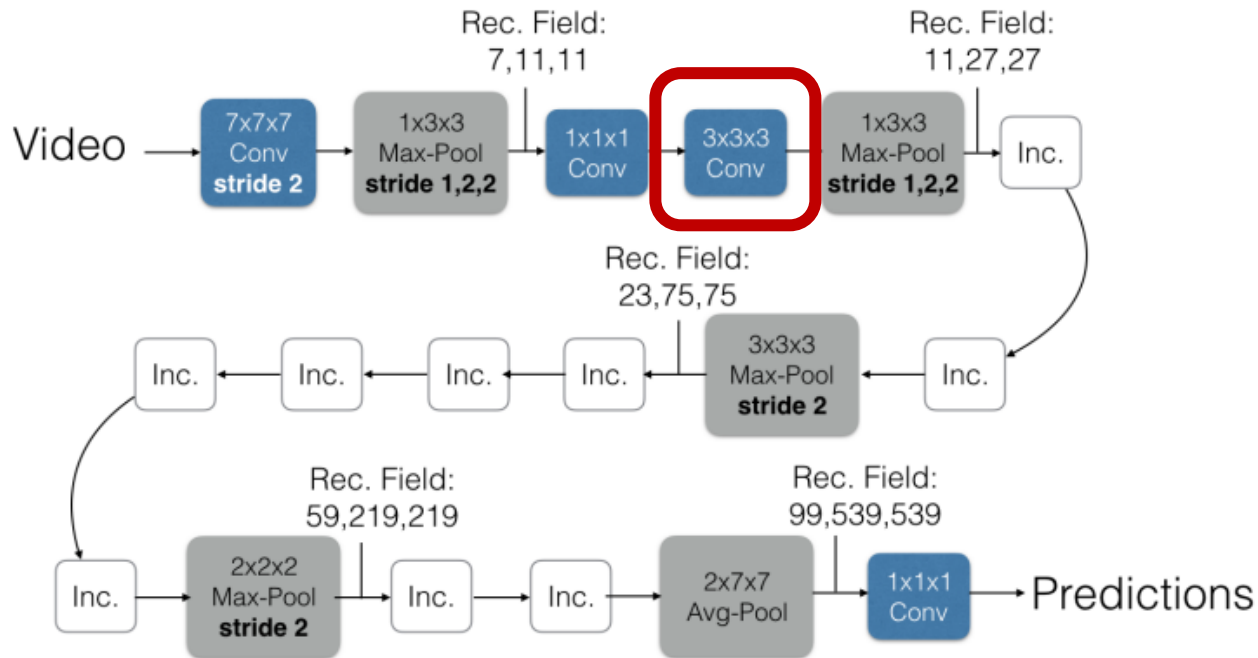 Rec. Field:
7,11,11
Rec. Field:
11,27,27
Video
7x7x7
Conv
stride 2
1x3x3
Max-Pool
stride 1,2,2
1x1x1
Conv
3x3x3
Conv
1x3x3
Max-Pool
stride 1,2,2
Inc.
Rec. Field:
23,75,75
Inc.
Inc.
Inc.
Inc.
3x3x3
Max-Pool
stride 2
Inc.
Rec. Field:
59,219,219
Rec. Field:
99,539,539
Inc.
2x2x2
Max-Pool
stride 2
Inc.
Inc.
2x7x7
Avg-Pool
1x1x1
Conv
Predictions